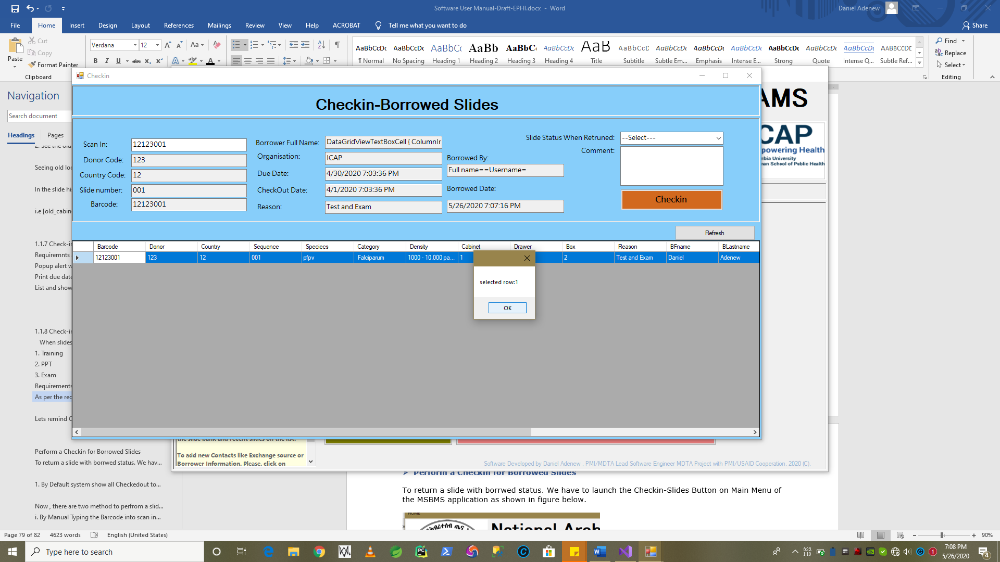 Software User Manual-Draft-EPHI.docx - Word
Daniel Adenew
File Home Insert Design Layout References Mailings Review View Help ACROBAT Tell me what you want to do Share
Paste
Cut
Copy
Format Painter
Clipboard
Verdana 12
AaBbCcDc AaBbCcDc AaBbCc AaBb AaBbC AaBbCcDc AaB AaBbCcD AaBbCcDc AaBbCcDc AaBbCcDc AaBbCcDc AaBbCcDc AaBbCcDc AABBCCDE
¶ Normal No Spacing Heading 1 Heading 2 Heading 3 Heading 4 Title Subtitle Subtle Em... Emphasis Intense E... Strong Quote Intense Q... Subtle Ref...
Find
Replace
Select
Editing
Navigation
Search document
Headings Pages
2. See the old
Seeing old loc
In the slide hi
i.e [old_cabin
1.1.7 Check-in
Requiremnts
Popup alert w
Print due date
List and show
1.1.8 Check-in
When slides
1. Training
2. PPT
3. Exam
Requirements
As per the rec
Lets remind C
Perform a Checkin for Borrowed Slides
To return a slide with borrwed status. We hav...
1. By Default system show all Checkedout to...
Now , there are two method to perfrom a slid...
i. By Manual Typing the Barcode into scan in...
Checkin
Checkin-Borrowed Slides
Scan In: 12123001
Donor Code: 123
Country Code: 12
Slide number: 001
Barcode: 12123001
Borrower Full Name: DataGridViewTextBoxCell { ColumnIn
Organisation: ICAP
Due Date: 4/30/2020 7:03:36 PM
CheckOut Date: 4/1/2020 7:03:36 PM
Reason: Test and Exam
Borrowed By:
Full name==Username=
Borrowed Date:
5/26/2020 7:07:16 PM
Slide Status When Retruned: --Select---
Comment:
Checkin
Refresh
Barcode Donor Country Sequence Speciecs Category Density Cabinet Drawer Box Reason BFname BLastname
12123001 123 12 001 pfpv Falciparum 1000 - 10,000 pa... 1 2 Test and Exam Daniel Adenew
selected row:1
OK
AMS
CAP
powering Health
bia University
man School of Public Health
the slide bank and recent slides on the list.
To add new Contacts like Exchange source or
Borrower Information. Please, click on
Software Developed by Daniel Adenew , PMI/MDTA Lead Software Engineer MDTA Project with PMI/USAID Cooperation, 2020 (C).
Perform a Checkin for Borrowed Slides
To return a slide with borrwed status. We have to launch the Checkin-Slides Button on Main Menu of
the MSBMS application as shown in figure below.
HOME
National Arch
Page 79 of 82 4623 words English (United States) 90%
Type here to search
63%
1:10
7:08 PM
5/26/2020
4